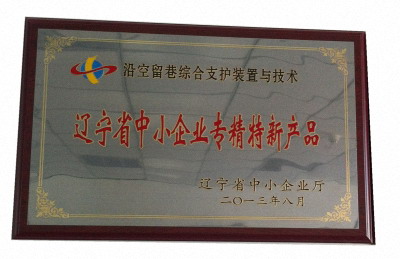 沿空留巷综合支护装置与技术
辽宁省中小企业专精特新产品
辽宁省中小企业厅
二〇一三年八月